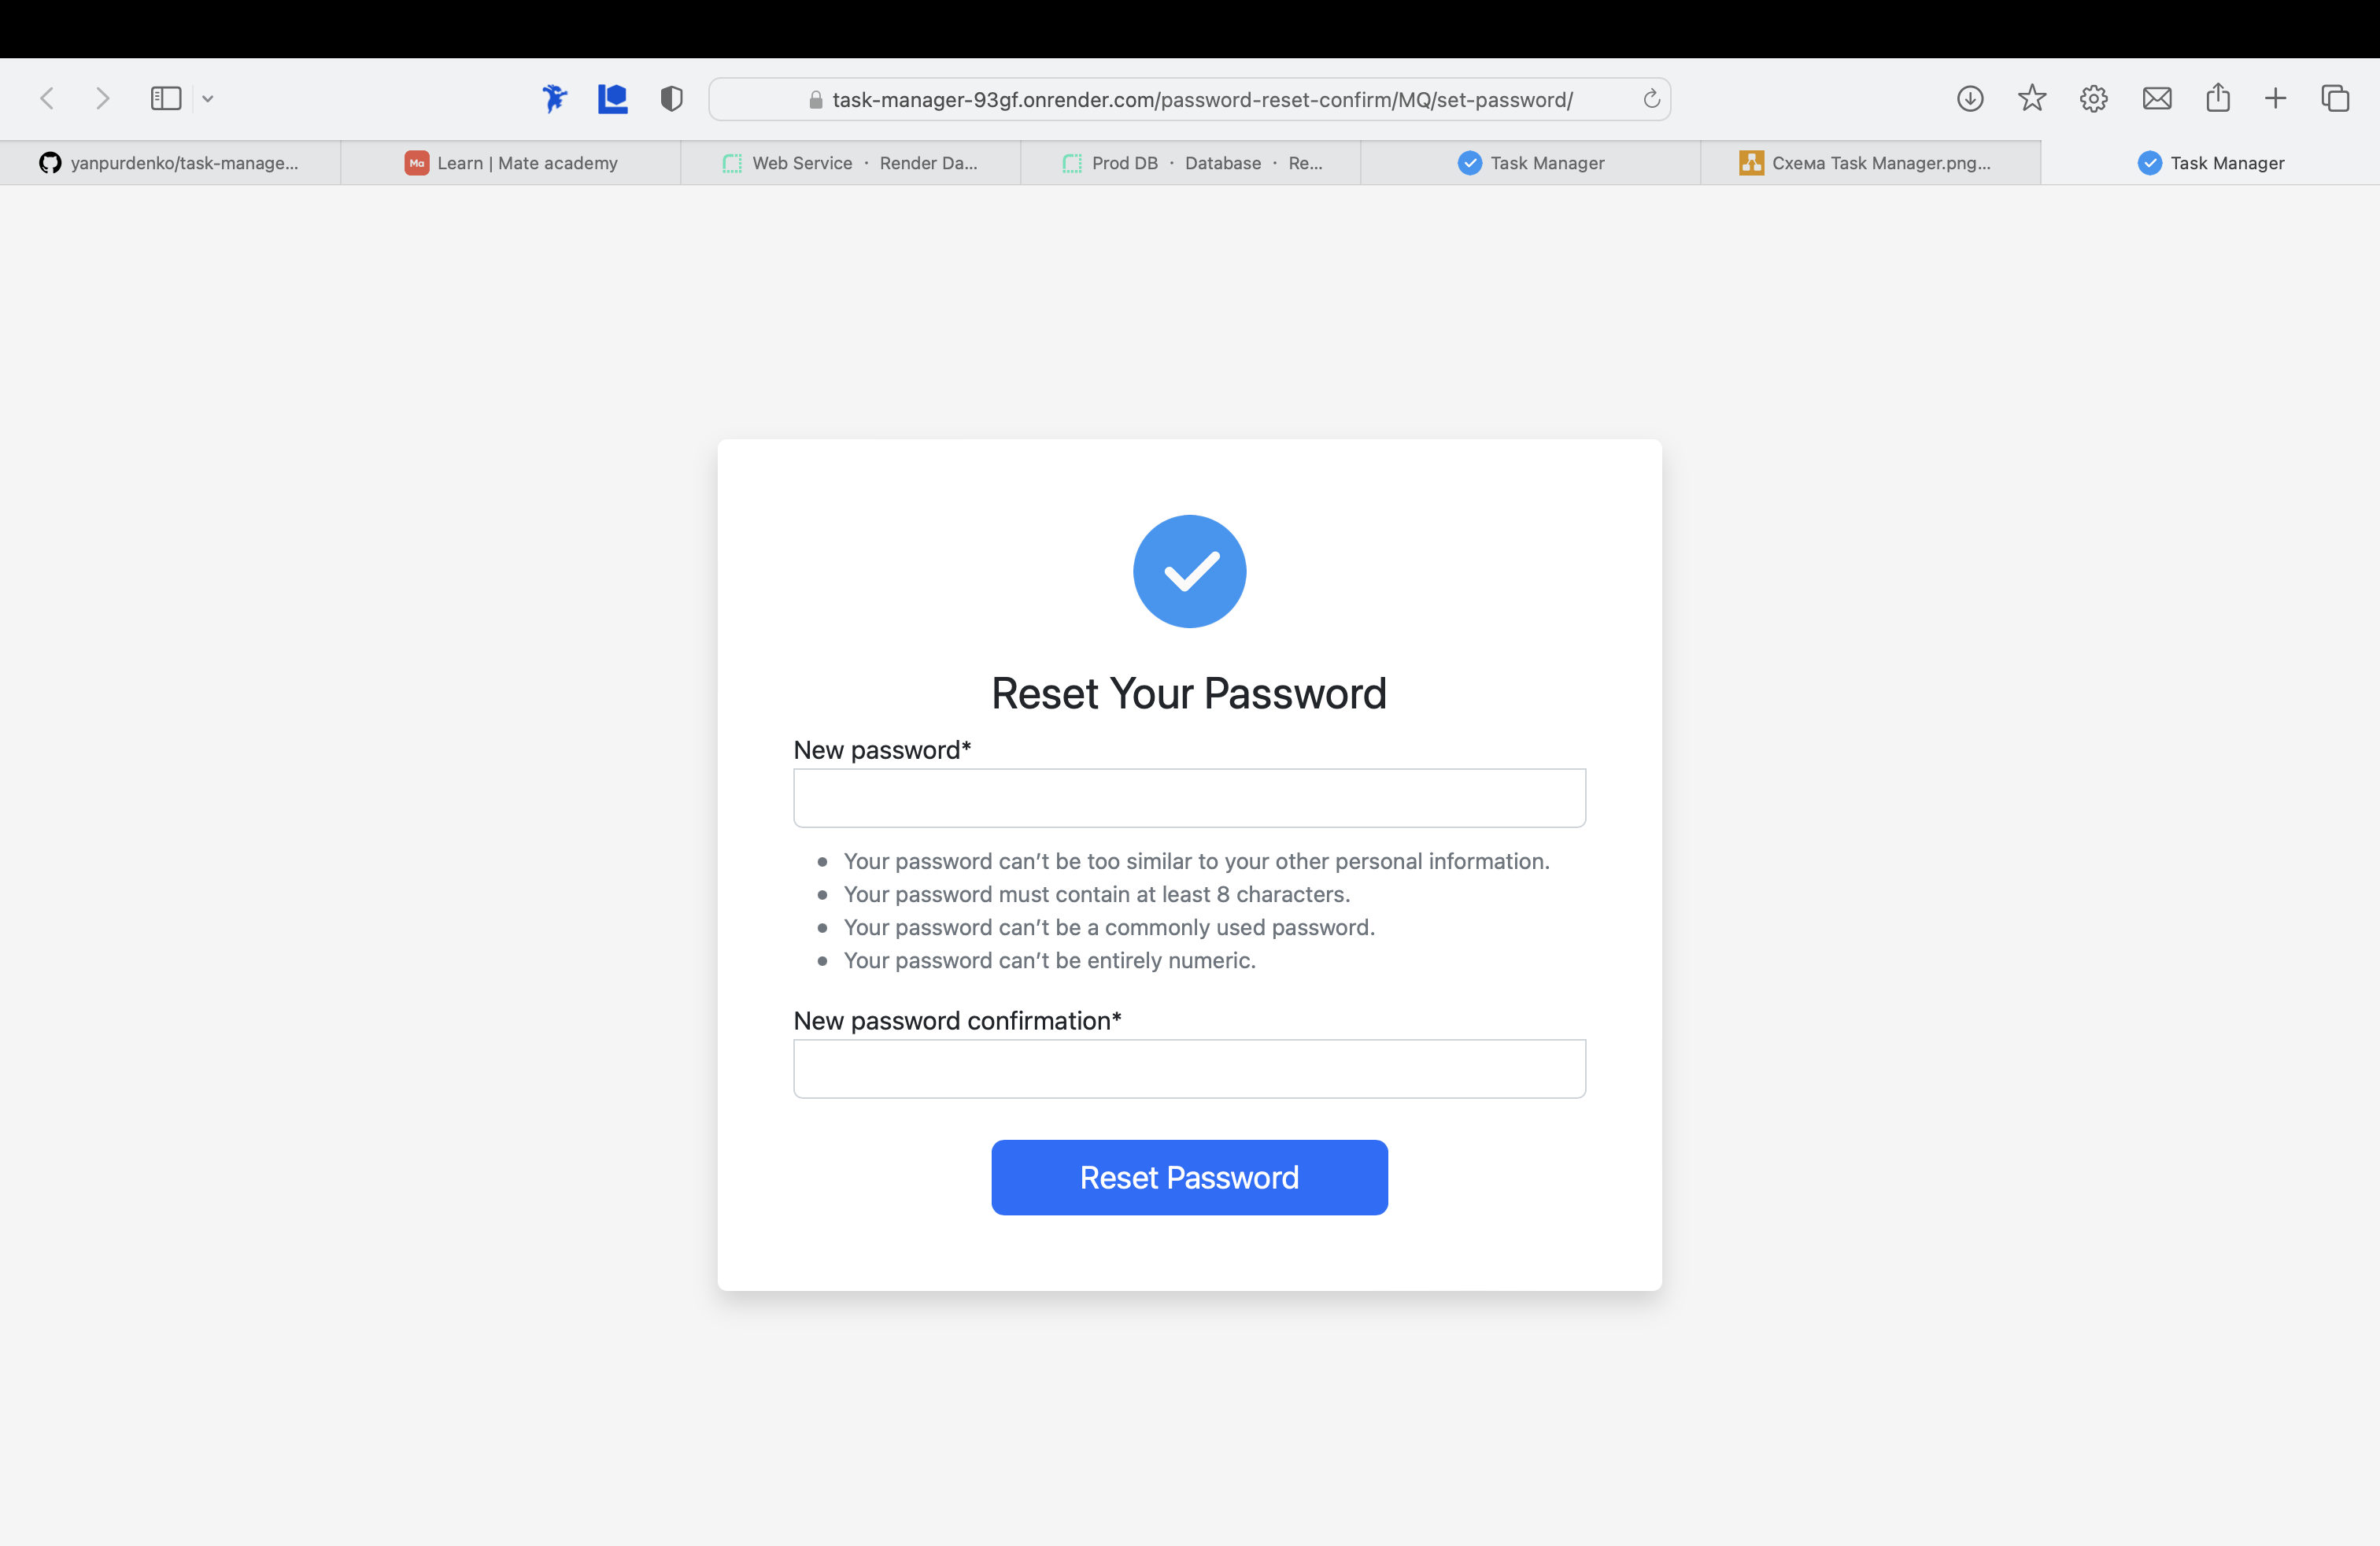 task-manager-93gf.onrender.com/password-reset-confirm/MQ/set-password/
yanpurdenko/task-manage...
Ma
Learn | Mate academy
Web Service · Render Da...
Prod DB · Database · Re...
Task Manager
Схема Task Manager.png...
Task Manager
Reset Your Password
New password*
Your password can’t be too similar to your other personal information.
Your password must contain at least 8 characters.
Your password can’t be a commonly used password.
Your password can’t be entirely numeric.
New password confirmation*
Reset Password